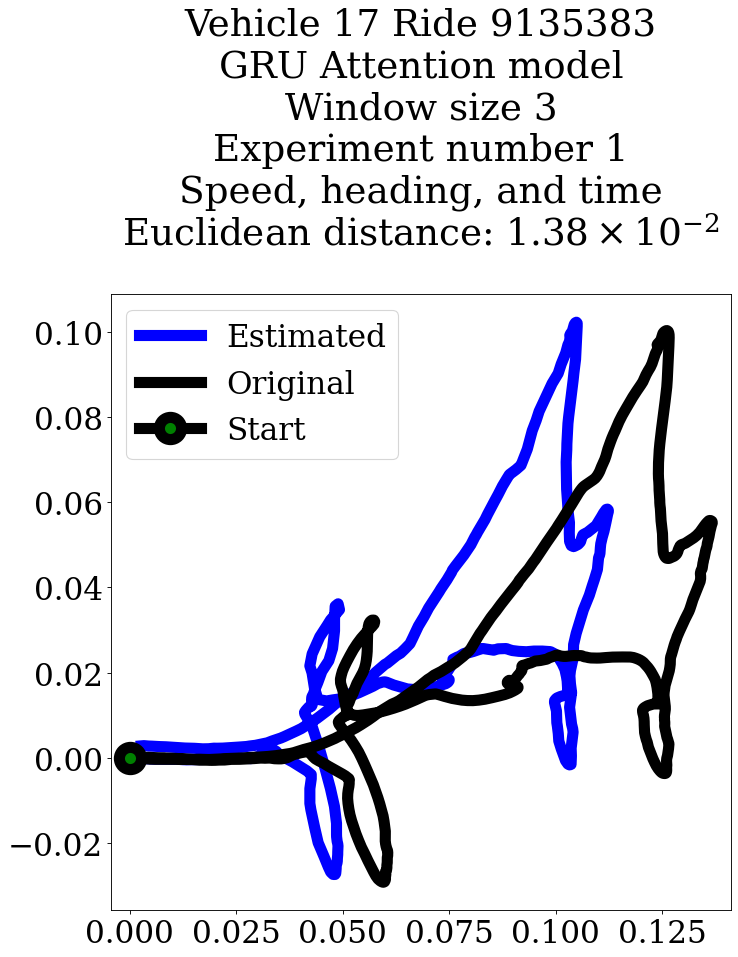 Vehicle 17 Ride 9135383
GRU Attention model
Window size 3
Experiment number 1
Speed, heading, and time
Euclidean distance: 1.38 × 10⁻²
Estimated
Original
Start
0.10
0.08
0.06
0.04
0.02
0.00
−0.02
0.000 0.025 0.050 0.075 0.100 0.125